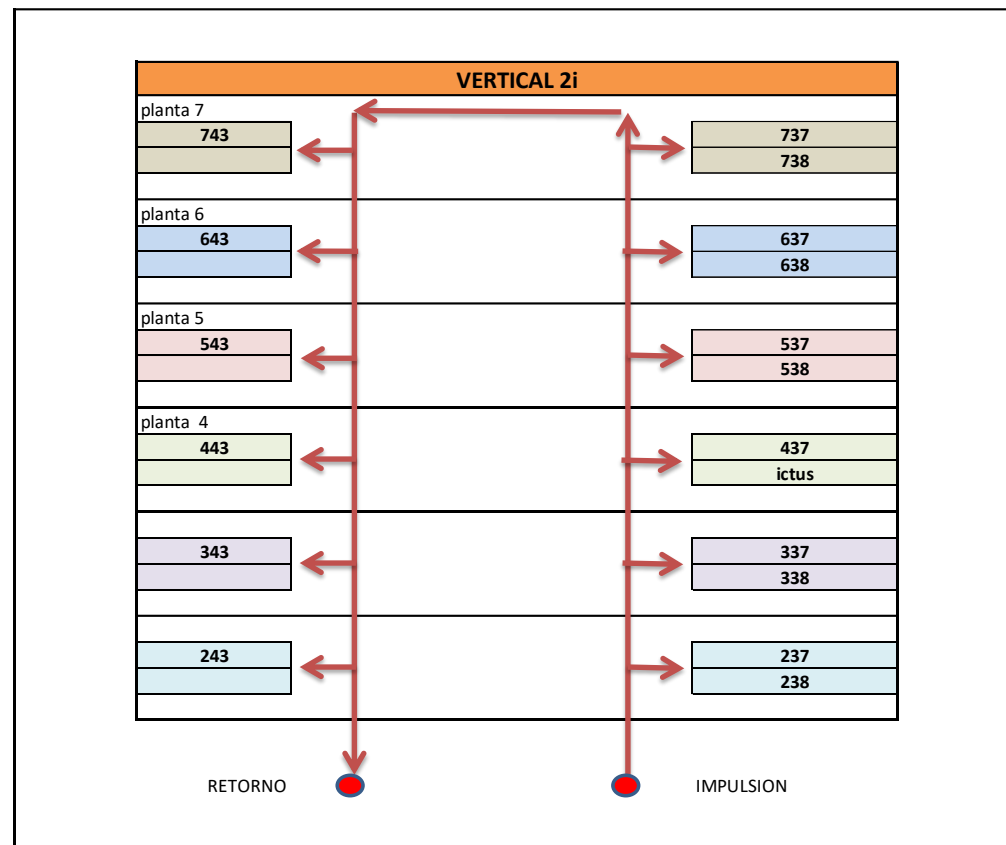 VERTICAL 2i
planta 7
743 737
738
planta 6
643 637
638
planta 5
543 537
538
planta  4
443 437
ictus
343 337
338
243 237
238
RETORNO IMPULSION